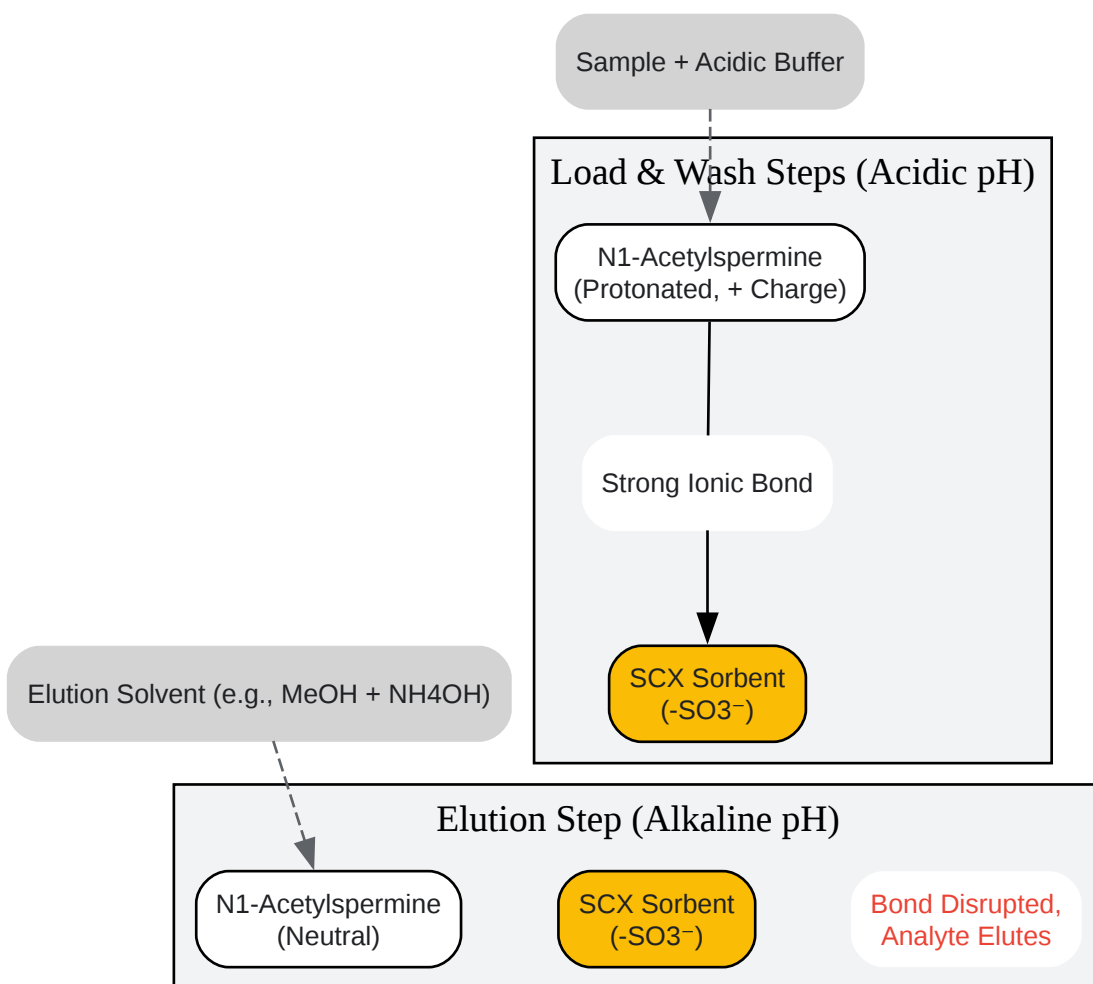 Sample + Acidic Buffer
Load & Wash Steps (Acidic pH)
N1-Acetylspermine
(Protonated, + Charge)
Strong Ionic Bond
SCX Sorbent
(-SO3⁻)
Elution Solvent (e.g., MeOH + NH4OH)
Elution Step (Alkaline pH)
N1-Acetylspermine
(Neutral)
SCX Sorbent
(-SO3⁻)
Bond Disrupted,
Analyte Elutes